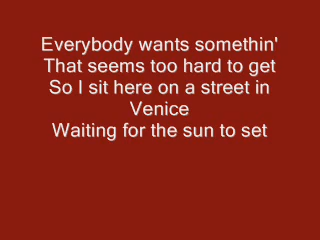 Everybody wants somethin'
That seems too hard to get
So I sit here on a street in
Venice
Waiting for the sun to set